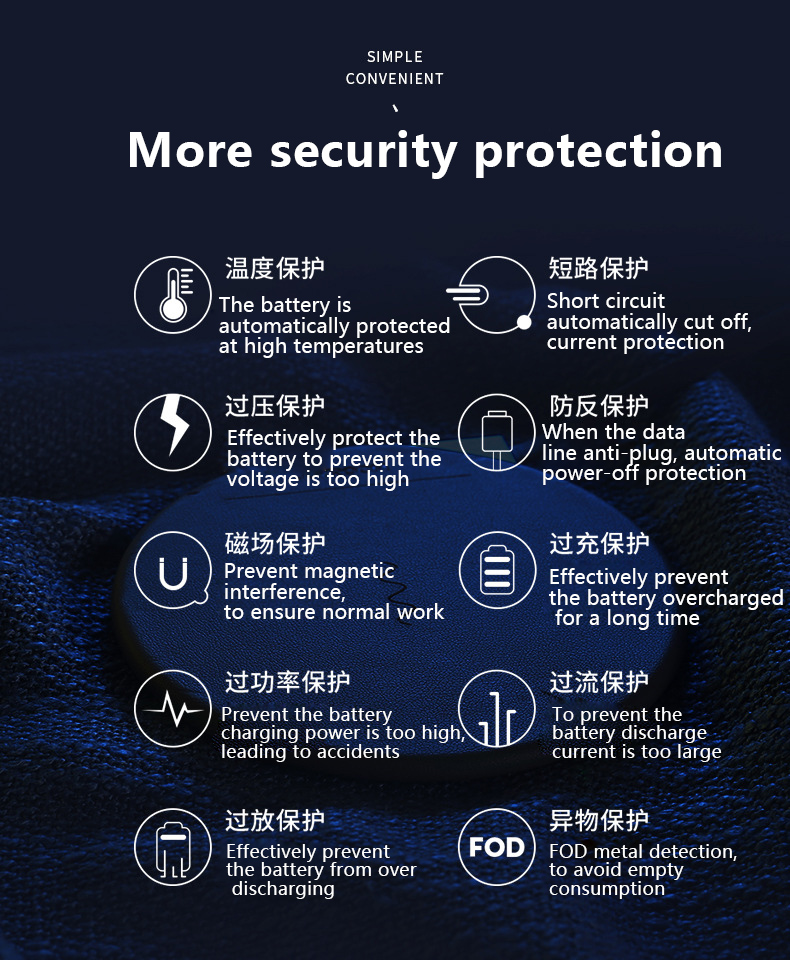 SIMPLE
CONVENIENT
More security protection
温度保护
The battery is
automatically protected
at high temperatures
短路保护
Short circuit
automatically cut off,
current protection
过压保护
Effectively protect the
battery to prevent the
voltage is too high
防反保护
When the data
line anti-plug, automatic
power-off protection
磁场保护
Prevent magnetic
interference,
to ensure normal work
过充保护
Effectively prevent
the battery overcharged
for a long time
过功率保护
Prevent the battery
charging power is too high,
leading to accidents
过流保护
To prevent the
battery discharge
current is too large
过放保护
Effectively prevent
the battery from over
discharging
FOD
异物保护
FOD metal detection,
to avoid empty
consumption